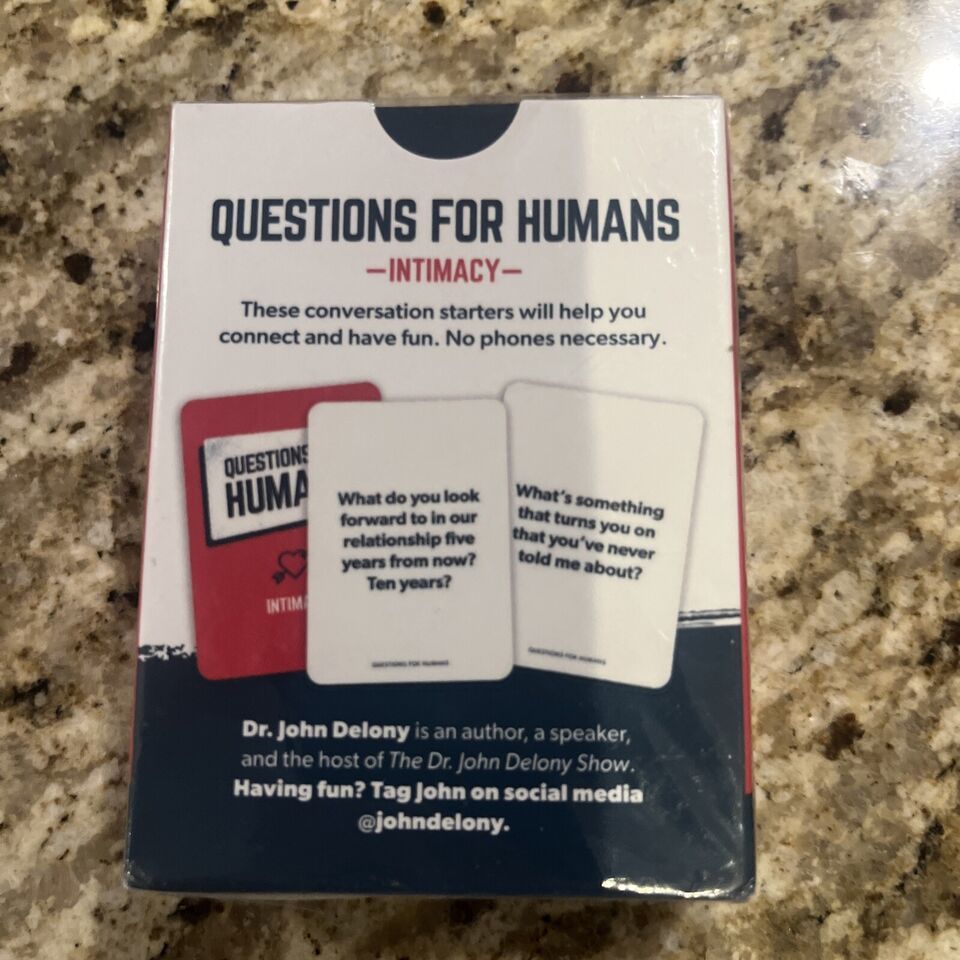 QUESTIONS FOR HUMANS
—INTIMACY—
These conversation starters will help you
connect and have fun. No phones necessary.
QUESTIONS
HUMA
INTIMA
What do you look
forward to in our
relationship five
years from now?
Ten years?
QUESTIONS FOR HUMANS
What's something
that turns you on
that you've never
told me about?
QUESTIONS FOR HUMANS
Dr. John Delony is an author, a speaker,
and the host of The Dr. John Delony Show.
Having fun? Tag John on social media
@johndelony.